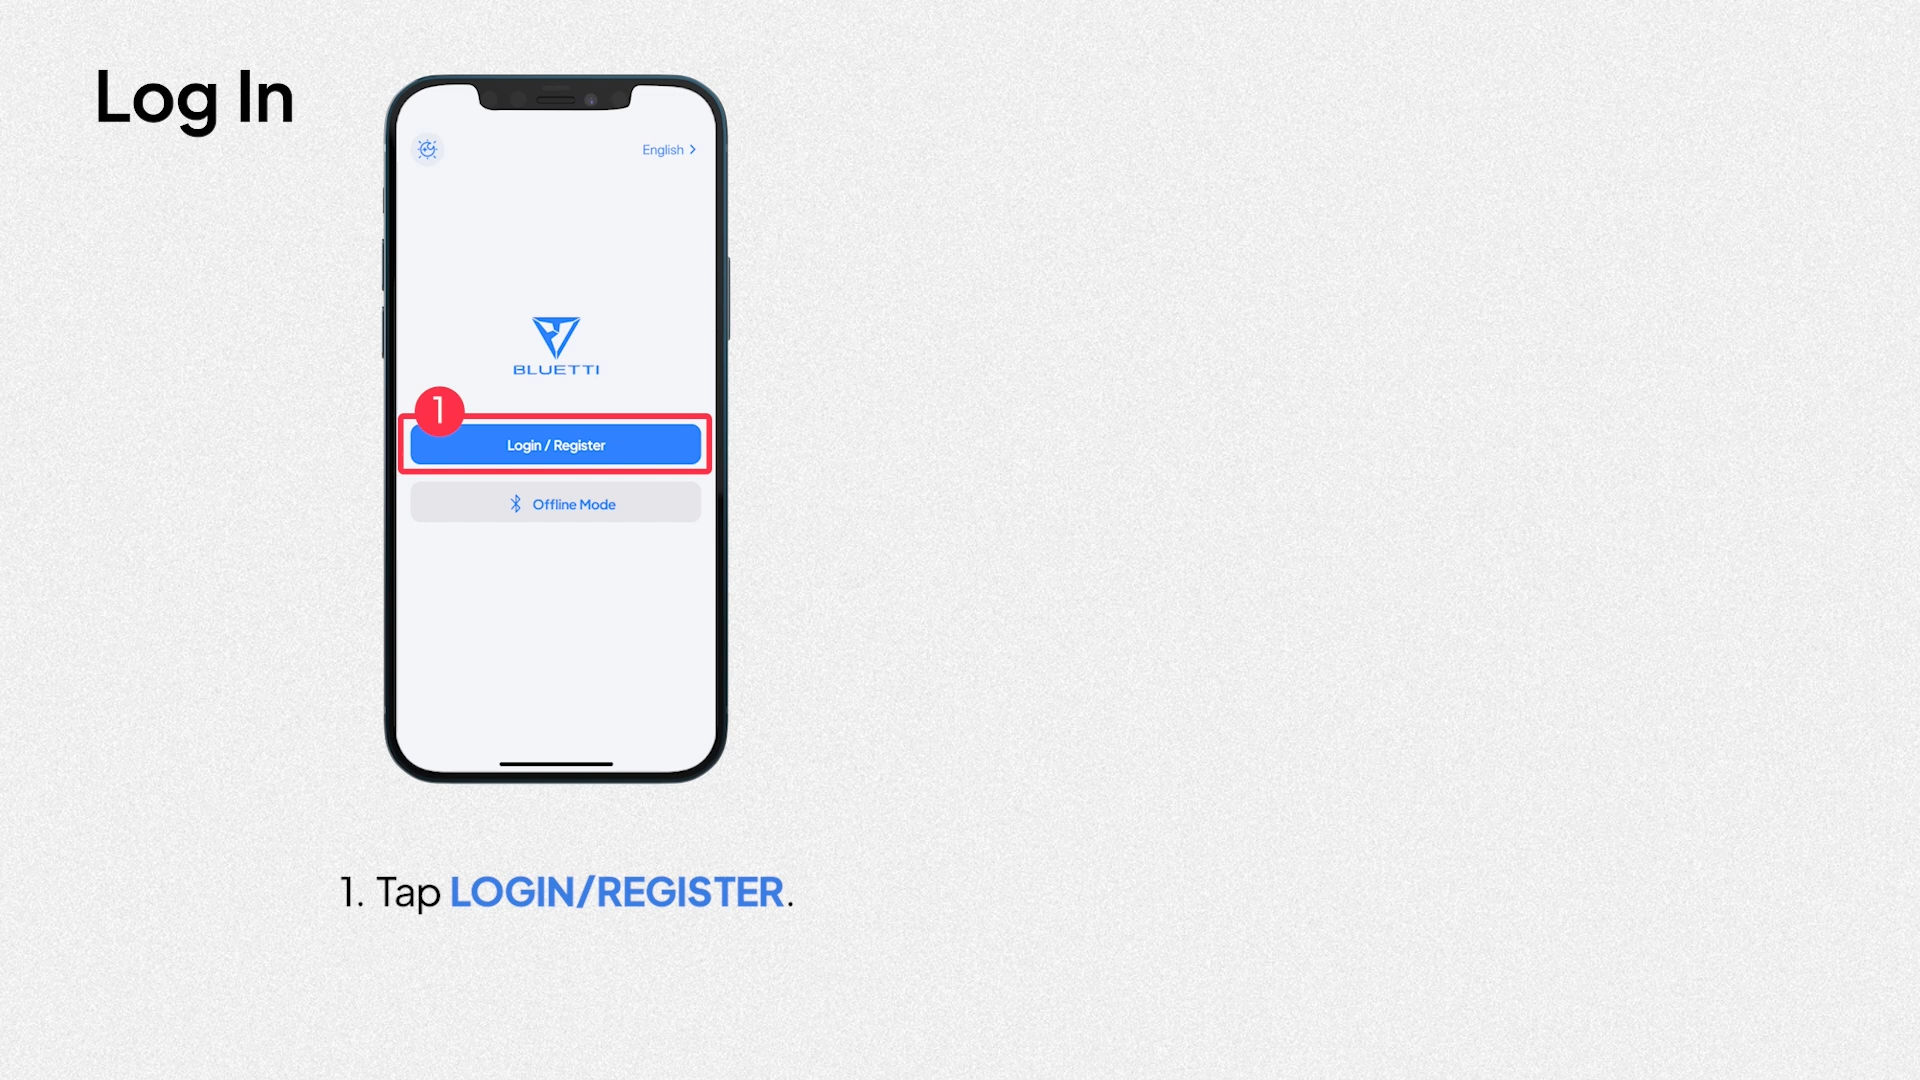 Log In
English
BLUETTI
1
Login / Register
Offline Mode
1. Tap LOGIN/REGISTER.